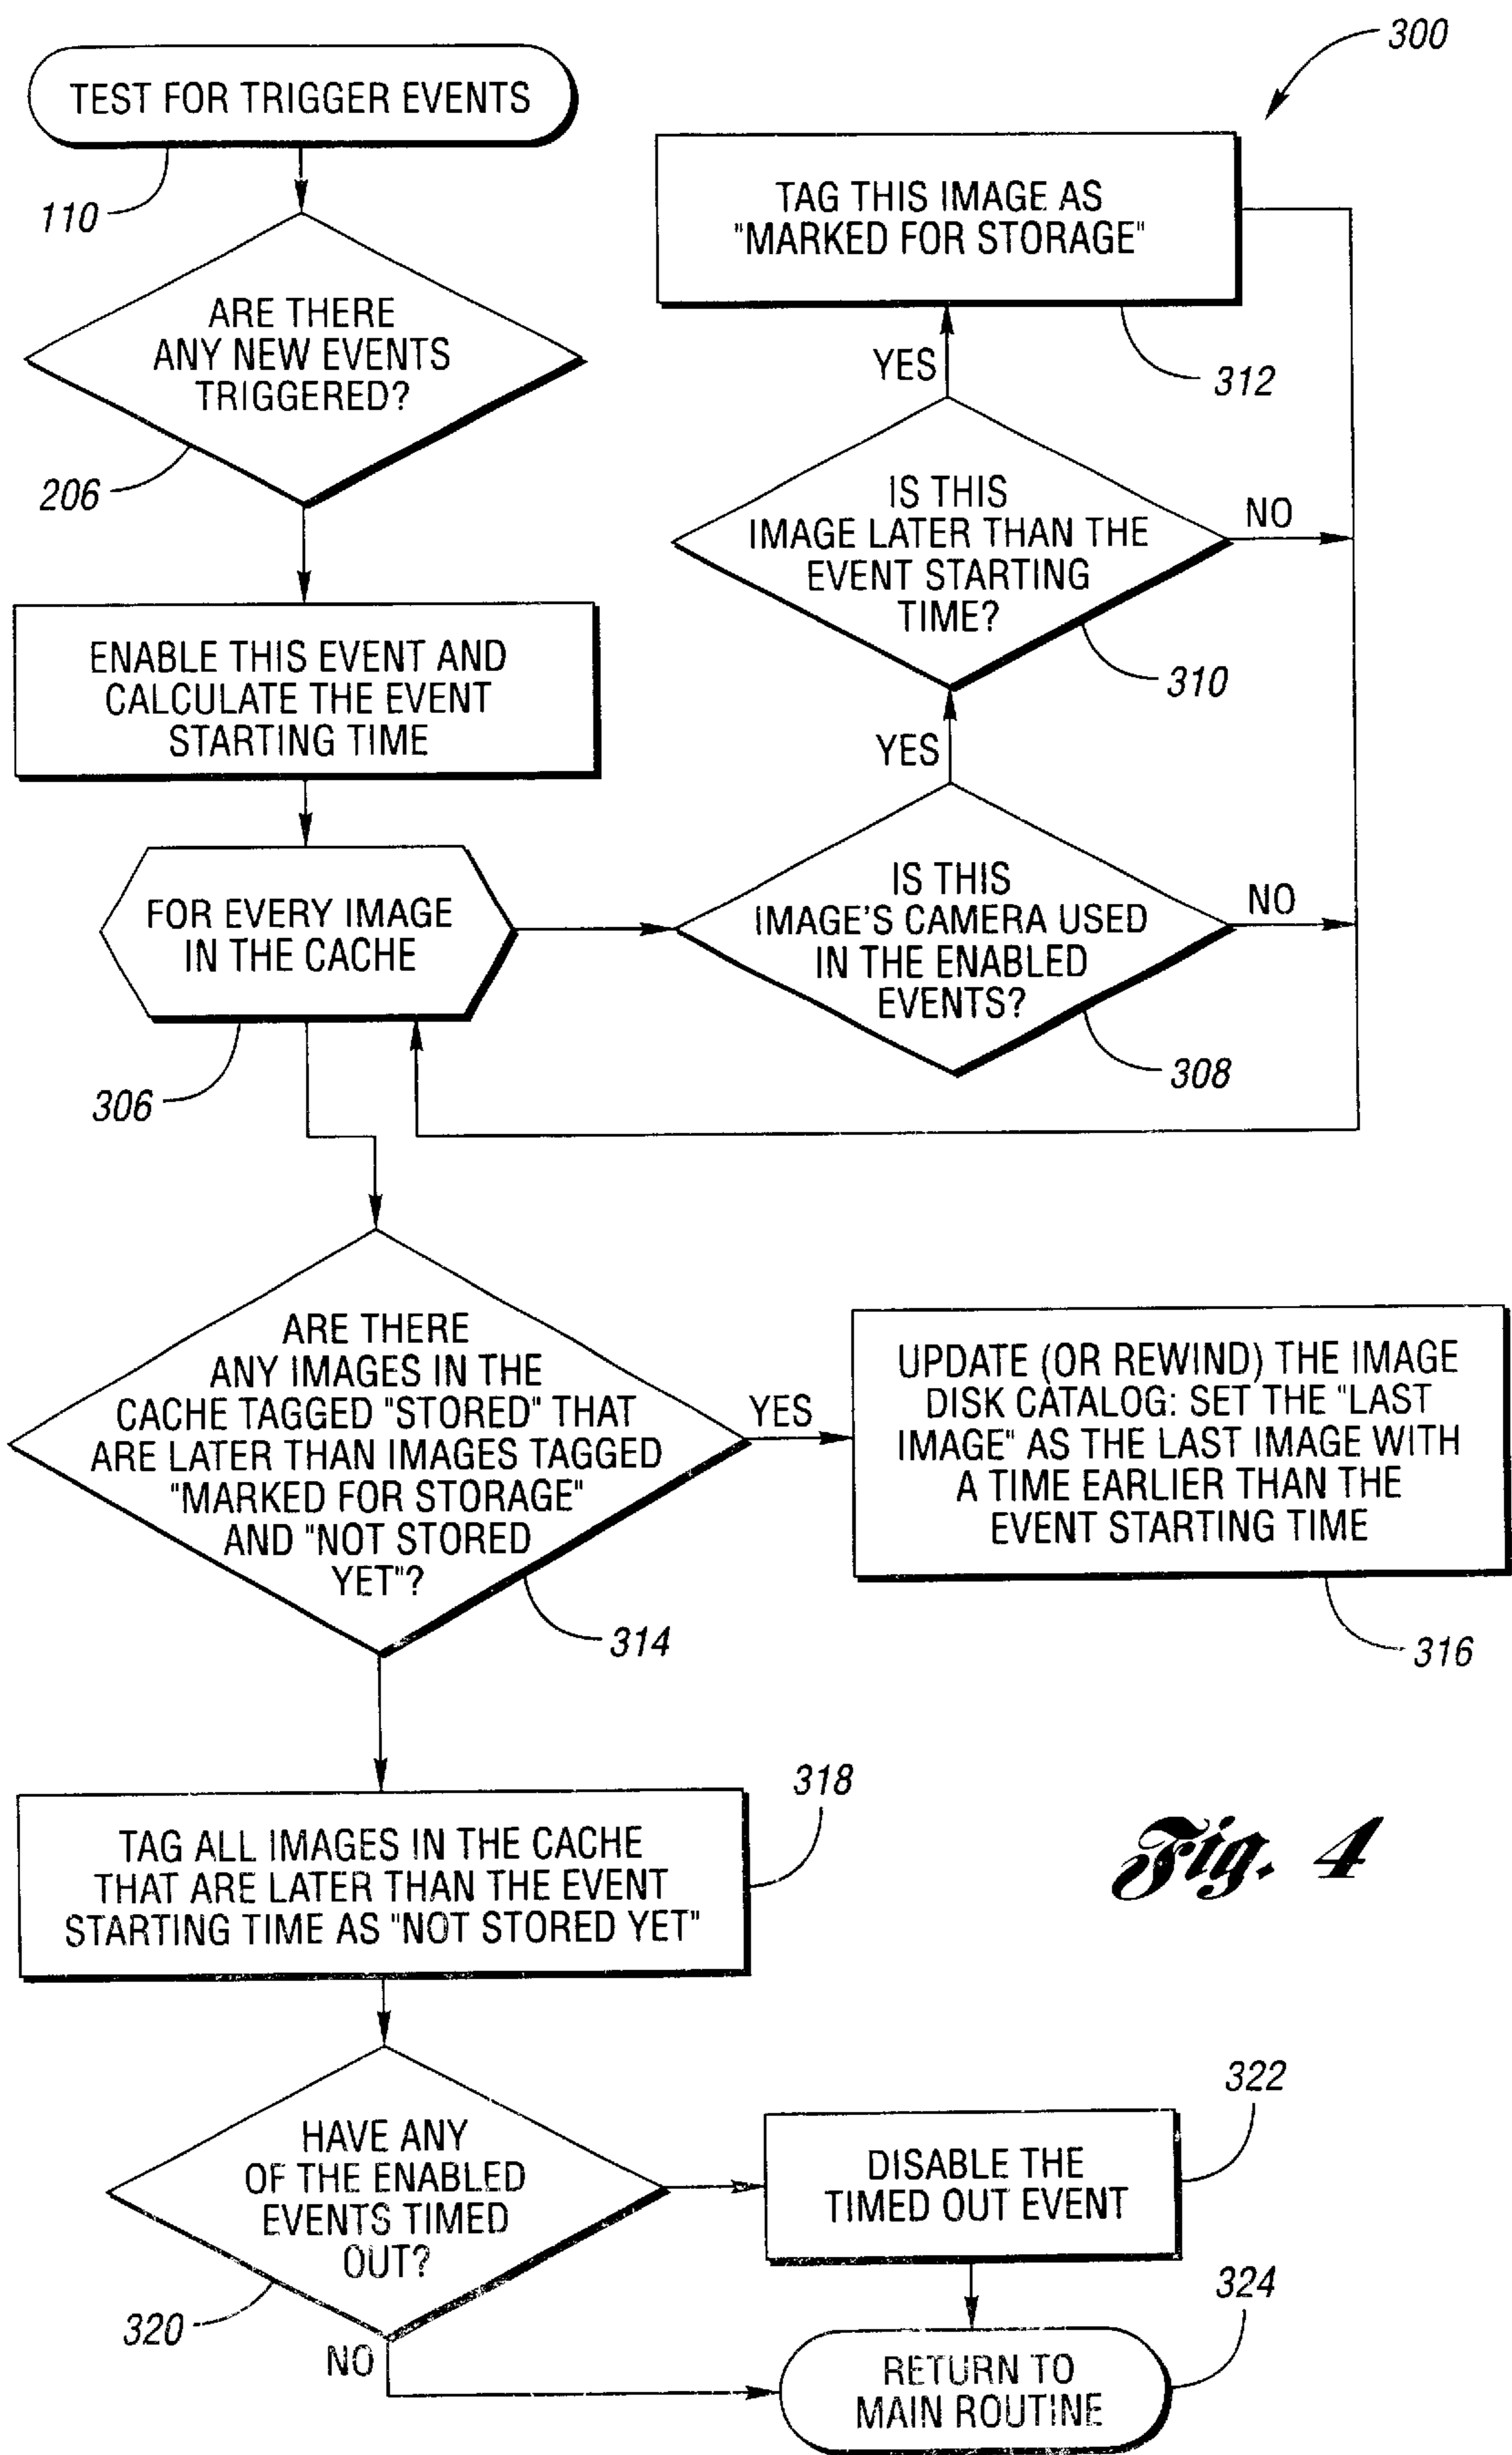 300
TEST FOR TRIGGER EVENTS
110
ARE THERE
ANY NEW EVENTS
TRIGGERED?
206
ENABLE THIS EVENT AND
CALCULATE THE EVENT
STARTING TIME
FOR EVERY IMAGE
IN THE CACHE
306
TAG THIS IMAGE AS
"MARKED FOR STORAGE"
312
YES
IS THIS
IMAGE LATER THAN THE
EVENT STARTING
TIME?
NO
310
YES
IS THIS
IMAGE'S CAMERA USED
IN THE ENABLED
EVENTS?
NO
308
ARE THERE
ANY IMAGES IN THE
CACHE TAGGED "STORED" THAT
ARE LATER THAN IMAGES TAGGED
"MARKED FOR STORAGE"
AND "NOT STORED
YET"?
314
YES
UPDATE (OR REWIND) THE IMAGE
DISK CATALOG: SET THE "LAST
IMAGE" AS THE LAST IMAGE WITH
A TIME EARLIER THAN THE
EVENT STARTING TIME
316
318
TAG ALL IMAGES IN THE CACHE
THAT ARE LATER THAN THE EVENT
STARTING TIME AS "NOT STORED YET"
Fig. 4
HAVE ANY
OF THE ENABLED
EVENTS TIMED
OUT?
320
NO
322
DISABLE THE
TIMED OUT EVENT
324
RETURN TO
MAIN ROUTINE